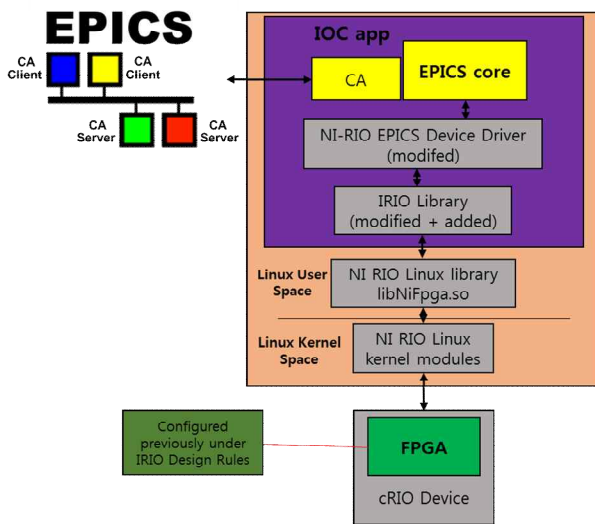 EPICS
CA
Client
CA
Client
CA
Server
CA
Server
IOC app
CA
EPICS core
NI-RIO EPICS Device Driver
(modifed)
IRIO Library
(modified + added)
Linux User
Space
NI RIO Linux library
libNiFpga.so
Linux Kernel
Space
NI RIO Linux
kernel modules
Configured
previously under
IRIO Design Rules
FPGA
cRIO Device